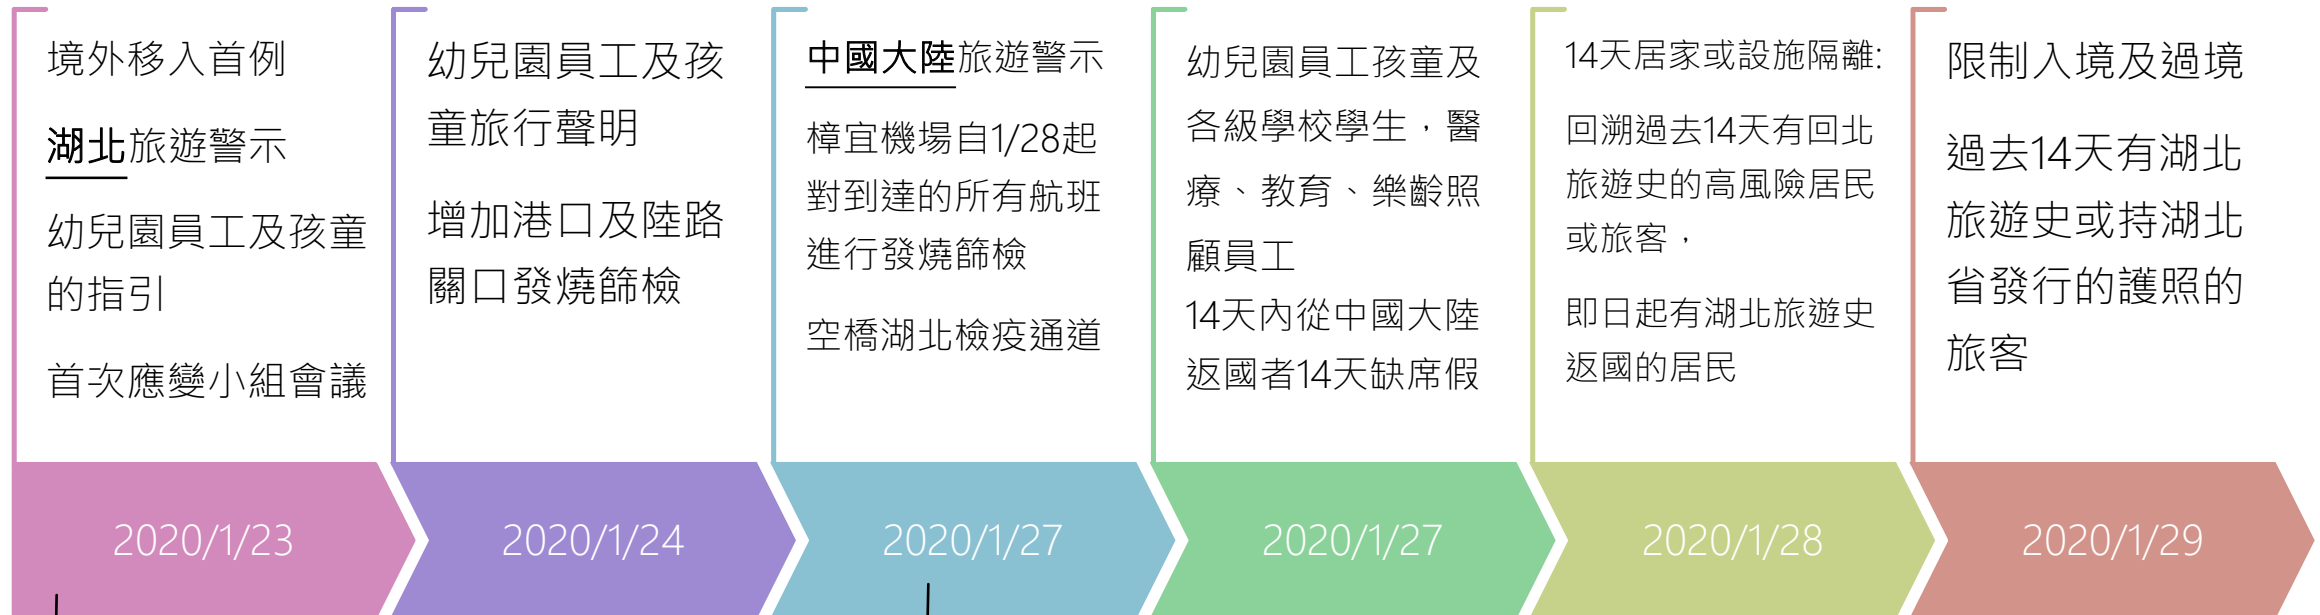 境外移入首例
湖北旅遊警示
幼兒園員工及孩童
的指引
首次應變小組會議
2020/1/23
幼兒園員工及孩
童旅行聲明
增加港口及陸路
關口發燒篩檢
2020/1/24
中國大陸旅遊警示
樟宜機場自1/28起
對到達的所有航班
進行發燒篩檢
空橋湖北檢疫通道
2020/1/27
幼兒園員工孩童及
各級學校學生，醫
療、教育、樂齡照
顧員工
14天內從中國大陸
返國者14天缺席假
2020/1/27
14天居家或設施隔離:
回溯過去14天有回北
旅遊史的高風險居民
或旅客，
即日起有湖北旅遊史
返國的居民
2020/1/28
限制入境及過境
過去14天有湖北
旅遊史或持湖北
省發行的護照的
旅客
2020/1/29